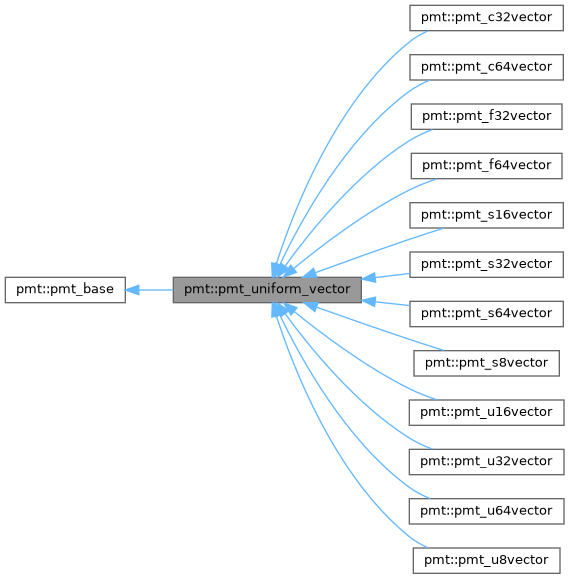 pmt::pmt_c32vector
pmt::pmt_c64vector
pmt::pmt_f32vector
pmt::pmt_f64vector
pmt::pmt_s16vector
pmt::pmt_s32vector
pmt::pmt_base
pmt::pmt_uniform_vector
pmt::pmt_s64vector
pmt::pmt_s8vector
pmt::pmt_u16vector
pmt::pmt_u32vector
pmt::pmt_u64vector
pmt::pmt_u8vector